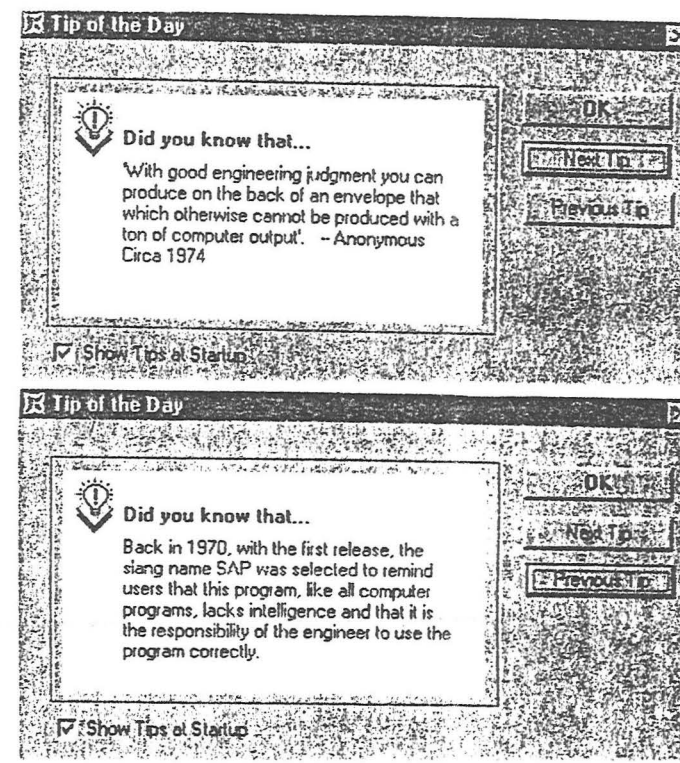 Tip of the Day
Did you know that...
'With good engineering judgment you can
produce on the back of an envelope that
which otherwise cannot be produced with a
ton of computer output'. -- Anonymous
Circa 1974
OK
Next Tip
Previous Tip
Show Tips at Startup
Tip of the Day
Did you know that...
Back in 1970, with the first release, the
slang name SAP was selected to remind
users that this program, like all computer
programs, lacks intelligence and that it is
the responsibility of the engineer to use the
program correctly.
OK
Next Tip
Previous Tip
Show Tips at Startup